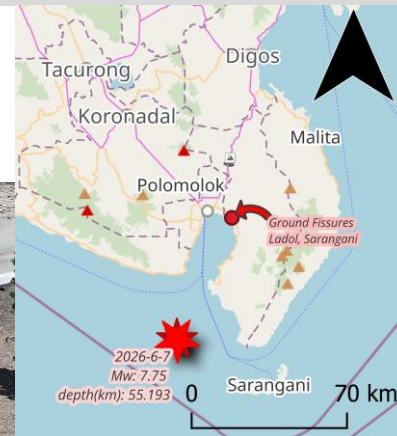 Digos
Tacurong
Koronadal
Malita
Polomolok
Ground Fissures
Ladol, Sarangani
2026-6-7
Mw: 7.75
depth(km): 55.193
Sarangani
0 70 km